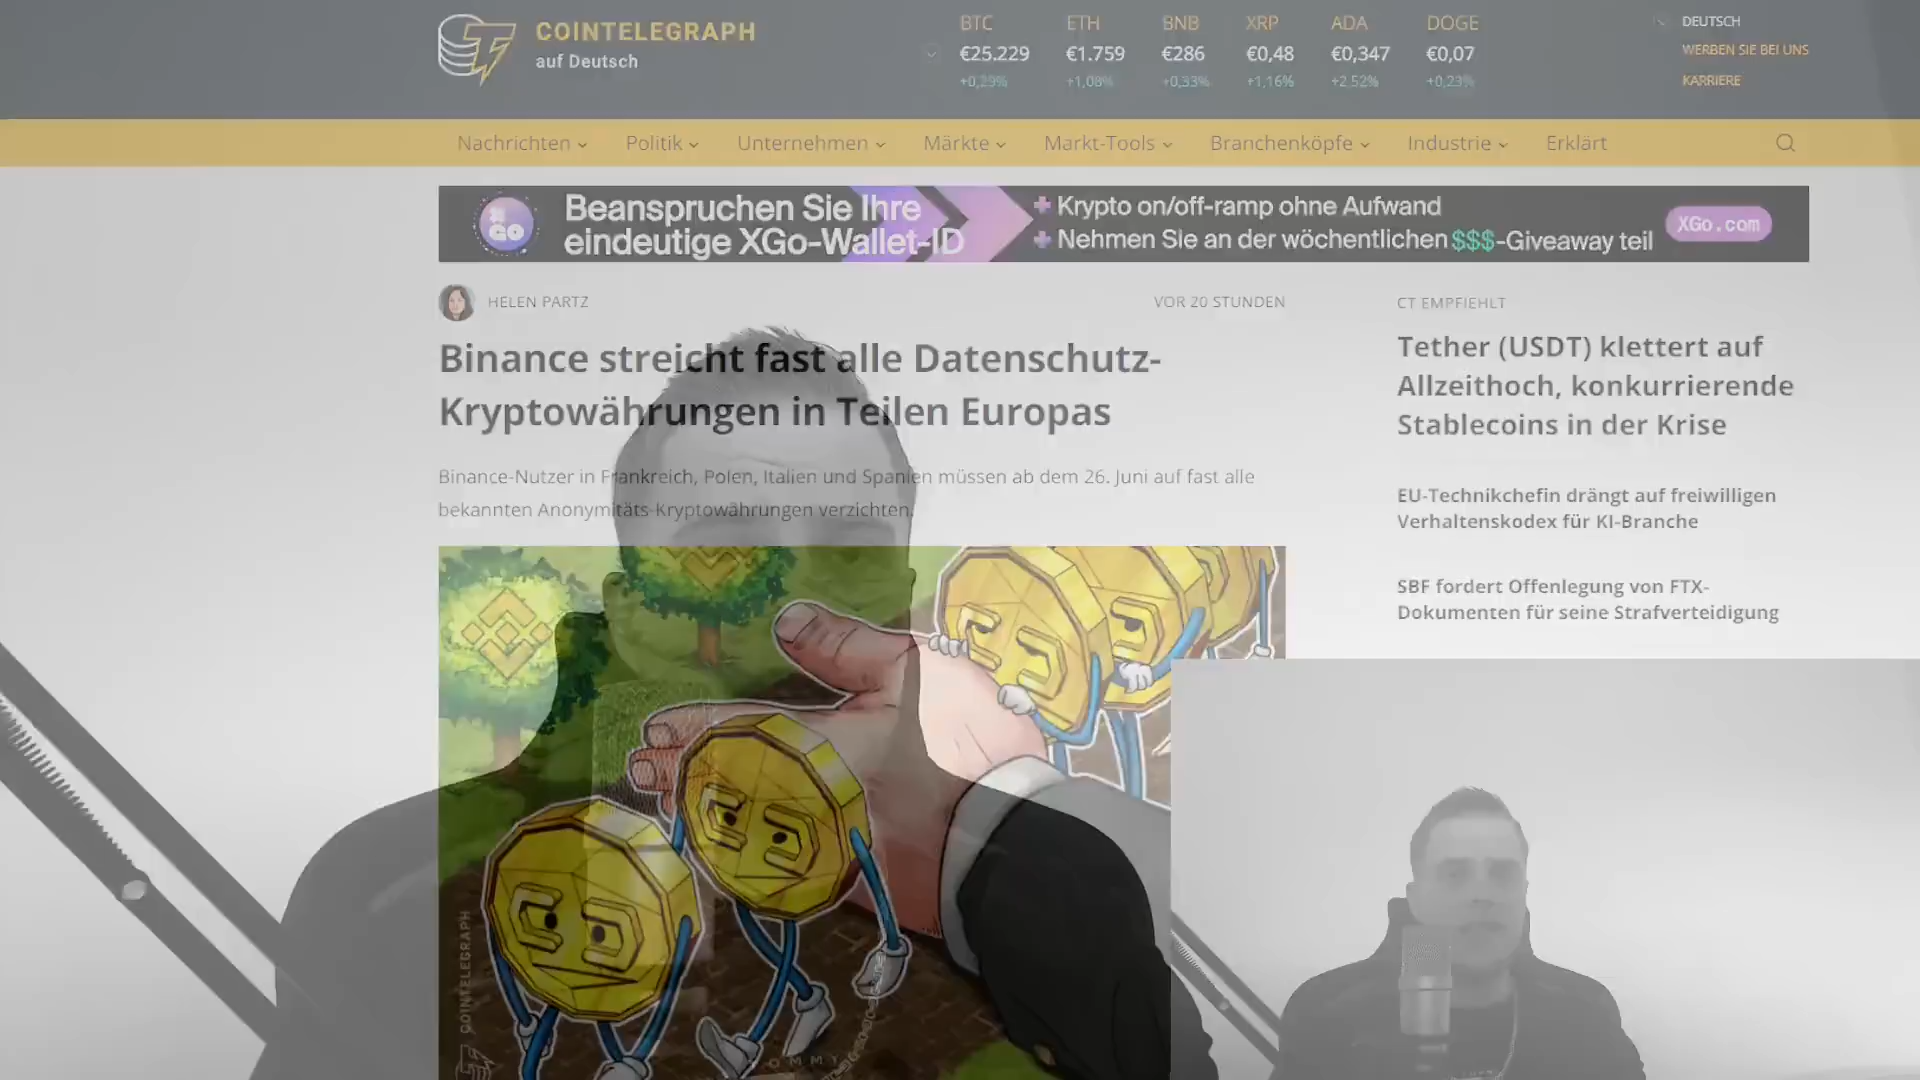 COINTELEGRAPH
auf Deutsch
BTC
€25.229
+0,29%
ETH
€1.759
+1,08%
BNB
€286
+0,33%
XRP
€0,48
+1,16%
ADA
€0,347
+2,52%
DOGE
€0,07
+0,23%
DEUTSCH
WERBEN SIE BEI UNS
KARRIERE
Nachrichten
Politik
Unternehmen
Märkte
Markt-Tools
Branchenköpfe
Industrie
Erklärt
Beanspruchen Sie Ihre
eindeutige XGo-Wallet-ID
+ Krypto on/off-ramp ohne Aufwand
+ Nehmen Sie an der wöchentlichen $$$-Giveaway teil
XGo.com
HELEN PARTZ
VOR 20 STUNDEN
Binance streicht fast alle Datenschutz-
Kryptowährungen in Teilen Europas
Binance-Nutzer in Frankreich, Polen, Italien und Spanien müssen ab dem 26. Juni auf fast alle
bekannten Anonymitäts-Kryptowährungen verzichten.
COINTELEGRAPH
CT EMPFIEHLT
Tether (USDT) klettert auf
Allzeithoch, konkurrierende
Stablecoins in der Krise
EU-Technikchefin drängt auf freiwilligen
Verhaltenskodex für KI-Branche
SBF fordert Offenlegung von FTX-
Dokumenten für seine Strafverteidigung